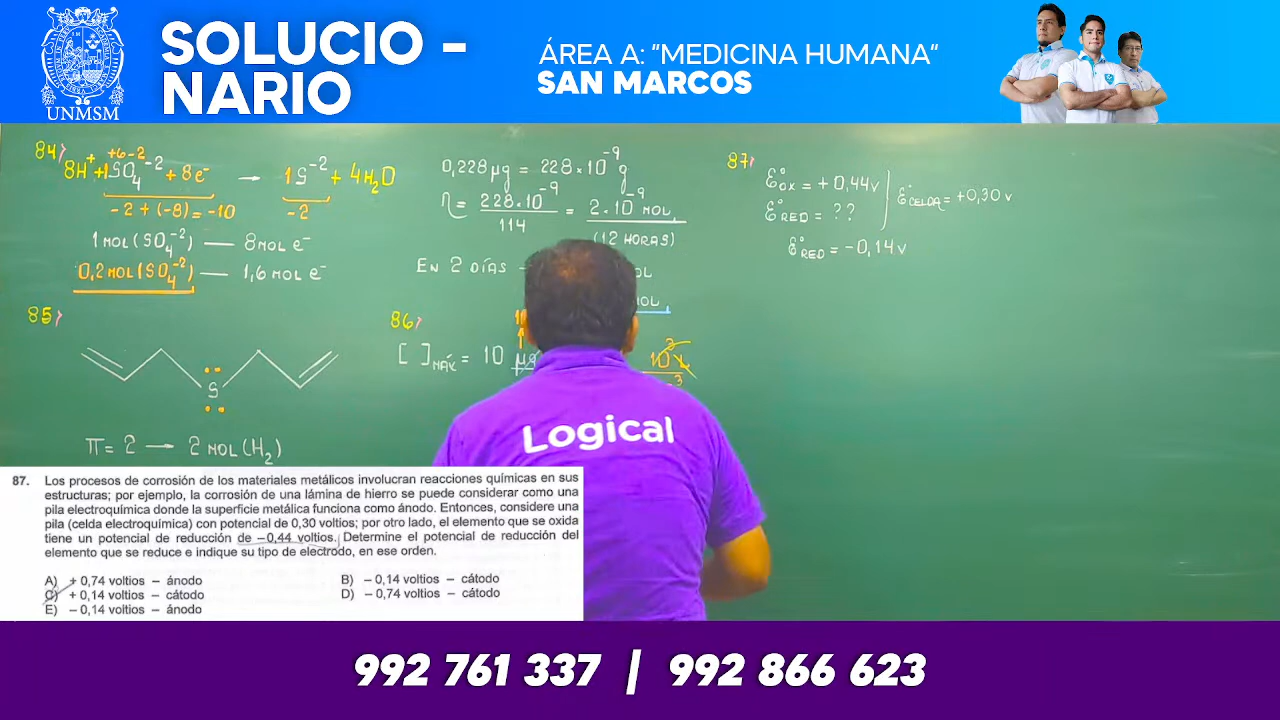 UNMSM
SOLUCIO -
NARIO
ÁREA A: "MEDICINA HUMANA"
SAN MARCOS
84)
+6 -2
8H⁺ + 1SO₄⁻² + 8e⁻ → 1S⁻² + 4H₂O
-2 + (-8) = -10
-2
1 MOL (SO₄⁻²) — 8 MOL e⁻
0,2 MOL (SO₄⁻²) — 1,6 MOL e⁻
0,228 μg = 228×10⁻⁹ g
η = 228·10⁻⁹ / 114 = 2·10⁻⁹ MOL
(12 HORAS)
EN 2 DÍAS
OL
OL
85)
S
π = 2 → 2 MOL (H₂)
86)
[ ]MÁX = 10 μg
87)
Ɛ°OX = +0,44V
Ɛ°RED = ??
Ɛ°CELDA = +0,30 V
Ɛ°RED = -0,14 V
Logical
87. Los procesos de corrosión de los materiales metálicos involucran reacciones químicas en sus
estructuras; por ejemplo, la corrosión de una lámina de hierro se puede considerar como una
pila electroquímica donde la superficie metálica funciona como ánodo. Entonces, considere una
pila (celda electroquímica) con potencial de 0,30 voltios; por otro lado, el elemento que se oxida
tiene un potencial de reducción de –0,44 voltios. Determine el potencial de reducción del
elemento que se reduce e indique su tipo de electrodo, en ese orden.
A) + 0,74 voltios – ánodo
B) – 0,14 voltios – cátodo
C) + 0,14 voltios – cátodo
D) – 0,74 voltios – cátodo
E) – 0,14 voltios – ánodo
992 761 337 | 992 866 623